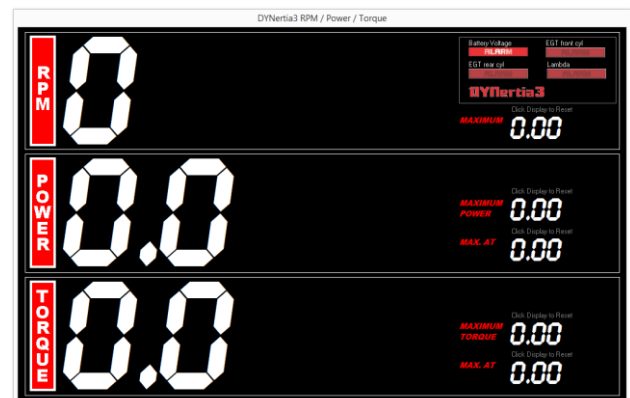 DYNertia3 RPM / Power / Torque
RPM
0
Battery Voltage
EGT front cyl
ALARM
ALARM
EGT rear cyl
Lambda
ALARM
ALARM
DYNertia3
Click Display to Reset
MAXIMUM
0.00
POWER
0.0
Click Display to Reset
MAXIMUM
POWER
0.00
Click Display to Reset
MAX. AT
0.00
TORQUE
0.0
Click Display to Reset
MAXIMUM
TORQUE
0.00
Click Display to Reset
MAX. AT
0.00